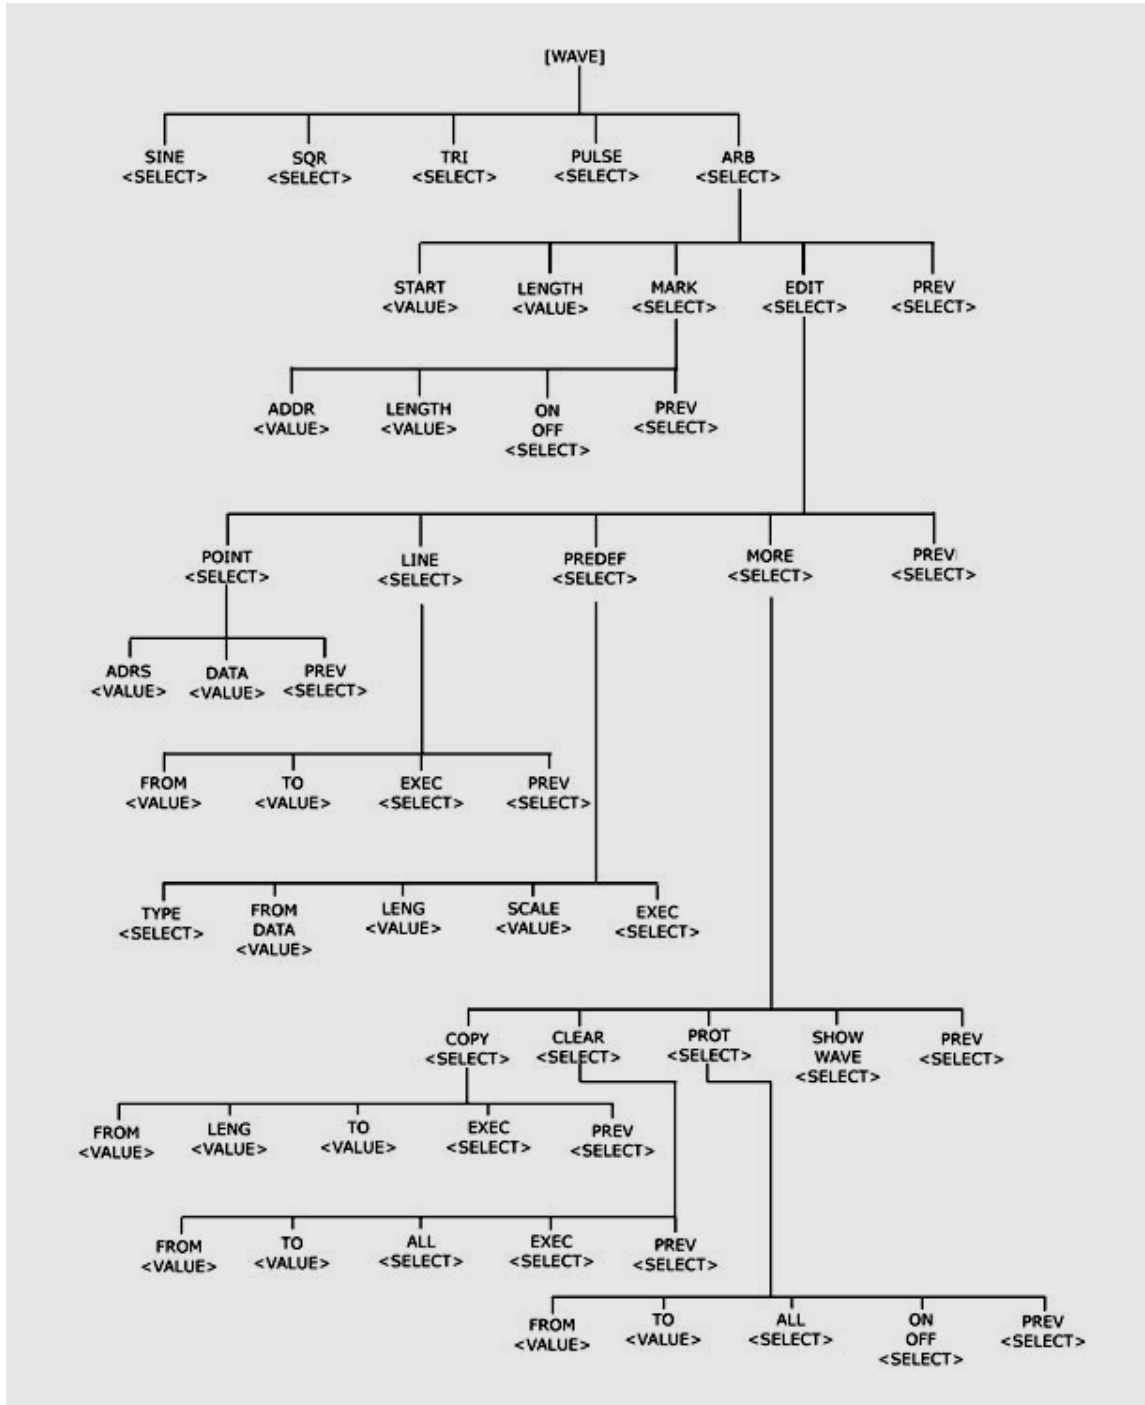 [WAVE]
SINE SQR TRI PULSE ARB
<SELECT> <SELECT> <SELECT> <SELECT> <SELECT>
START LENGTH MARK EDIT PREV
<VALUE> <VALUE> <SELECT> <SELECT> <SELECT>
ADDR LENGTH ON PREV
<VALUE> <VALUE> OFF <SELECT>
<SELECT>
POINT LINE PREDEF MORE PREV
<SELECT> <SELECT> <SELECT> <SELECT> <SELECT>
ADRS DATA PREV
<VALUE> <VALUE> <SELECT>
FROM TO EXEC PREV
<VALUE> <VALUE> <SELECT> <SELECT>
TYPE FROM LENG SCALE EXEC
<SELECT> DATA <VALUE> <VALUE> <SELECT>
<VALUE>
COPY CLEAR PROT SHOW PREV
<SELECT> <SELECT> <SELECT> WAVE <SELECT>
<SELECT>
FROM LENG TO EXEC PREV
<VALUE> <VALUE> <VALUE> <SELECT> <SELECT>
FROM TO ALL EXEC PREV
<VALUE> <VALUE> <SELECT> <SELECT> <SELECT>
FROM TO ALL ON PREV
<VALUE> <VALUE> <SELECT> OFF <SELECT>
<SELECT>